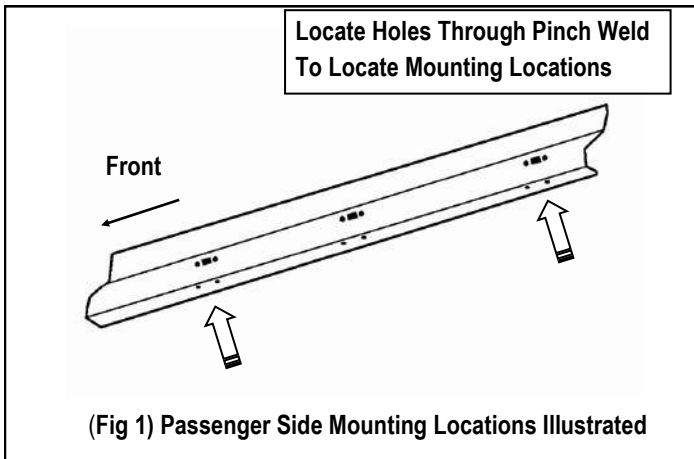 Locate Holes Through Pinch Weld
To Locate Mounting Locations
Front
(Fig 1) Passenger Side Mounting Locations Illustrated